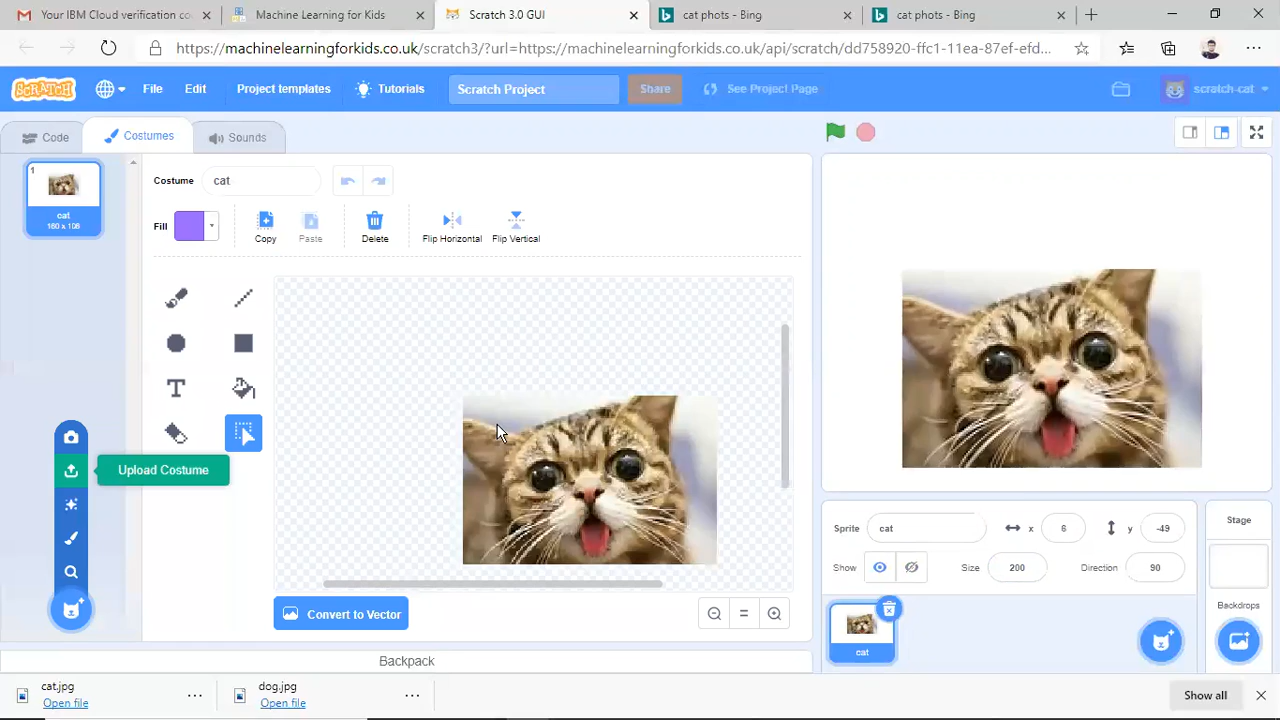 Your IBM Cloud verification co
Machine Learning for Kids
Scratch 3.0 GUI
cat phots - Bing
cat phots - Bing
https://machinelearningforkids.co.uk/scratch3/?url=https://machinelearningforkids.co.uk/api/scratch/dd758920-ffc1-11ea-87ef-efd...
SCRATCH
File
Edit
Project templates
Tutorials
Scratch Project
Share
See Project Page
scratch-cat
Code
Costumes
Sounds
1
cat
160 x 106
Costume
cat
Fill
Copy
Paste
Delete
Flip Horizontal
Flip Vertical
T
Upload Costume
Convert to Vector
Backpack
Sprite
cat
x
6
y
-49
Show
Size
200
Direction
90
cat
Stage
Backdrops
cat.jpg
Open file
dog.jpg
Open file
Show all